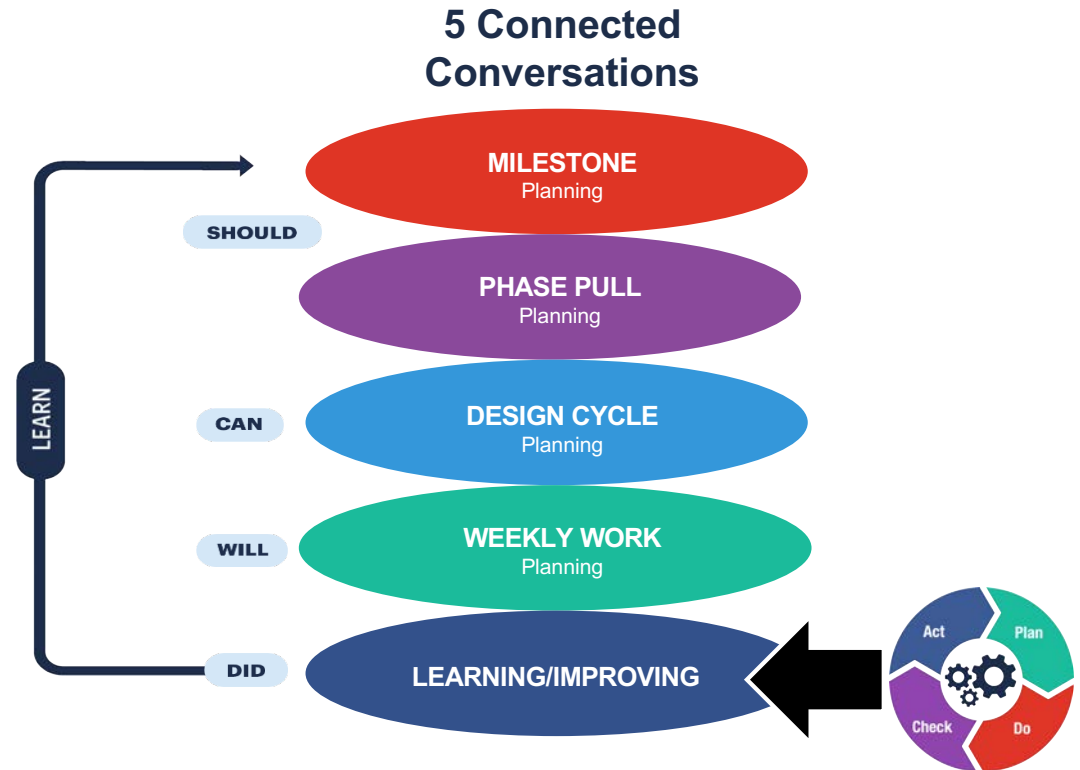 5 Connected
Conversations
MILESTONE
Planning
SHOULD
PHASE PULL
Planning
LEARN
DESIGN CYCLE
Planning
CAN
WEEKLY WORK
Planning
WILL
LEARNING/IMPROVING
DID
Act
Plan
Check
Do